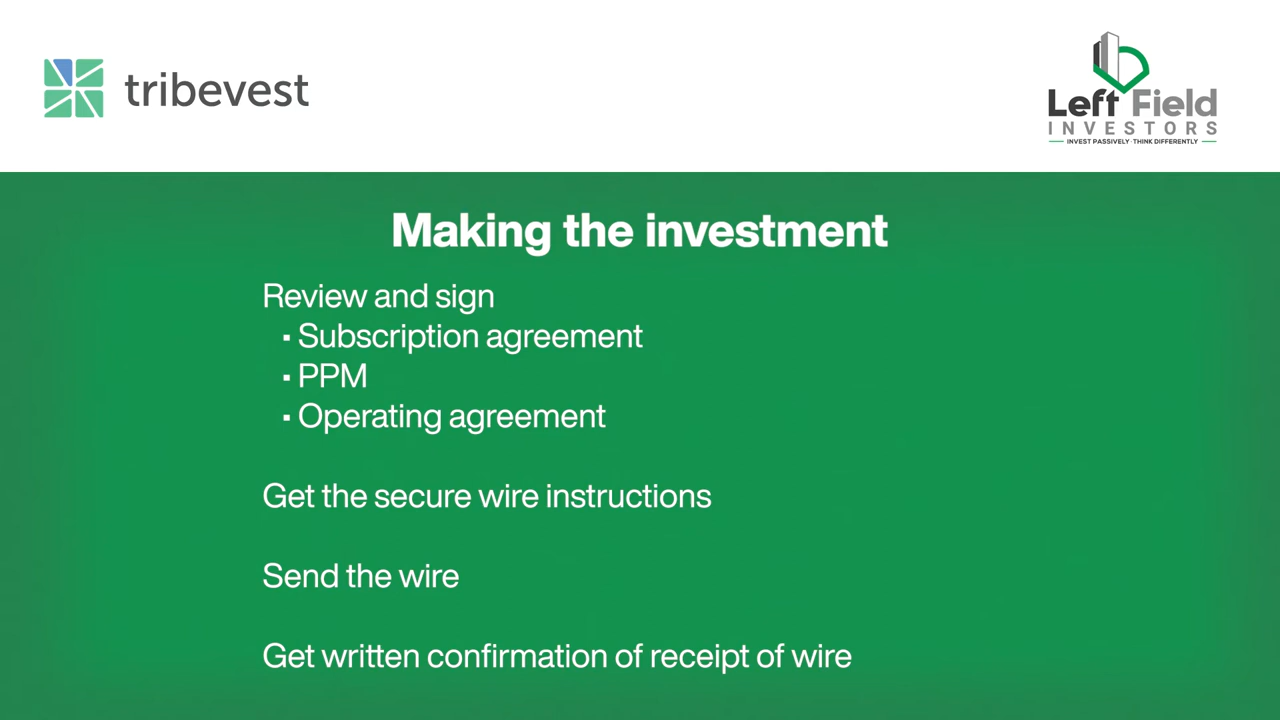 tribevest
Left Field
INVESTORS
INVEST PASSIVELY · THINK DIFFERENTLY
Making the investment
Review and sign
▪ Subscription agreement
▪ PPM
▪ Operating agreement
Get the secure wire instructions
Send the wire
Get written confirmation of receipt of wire